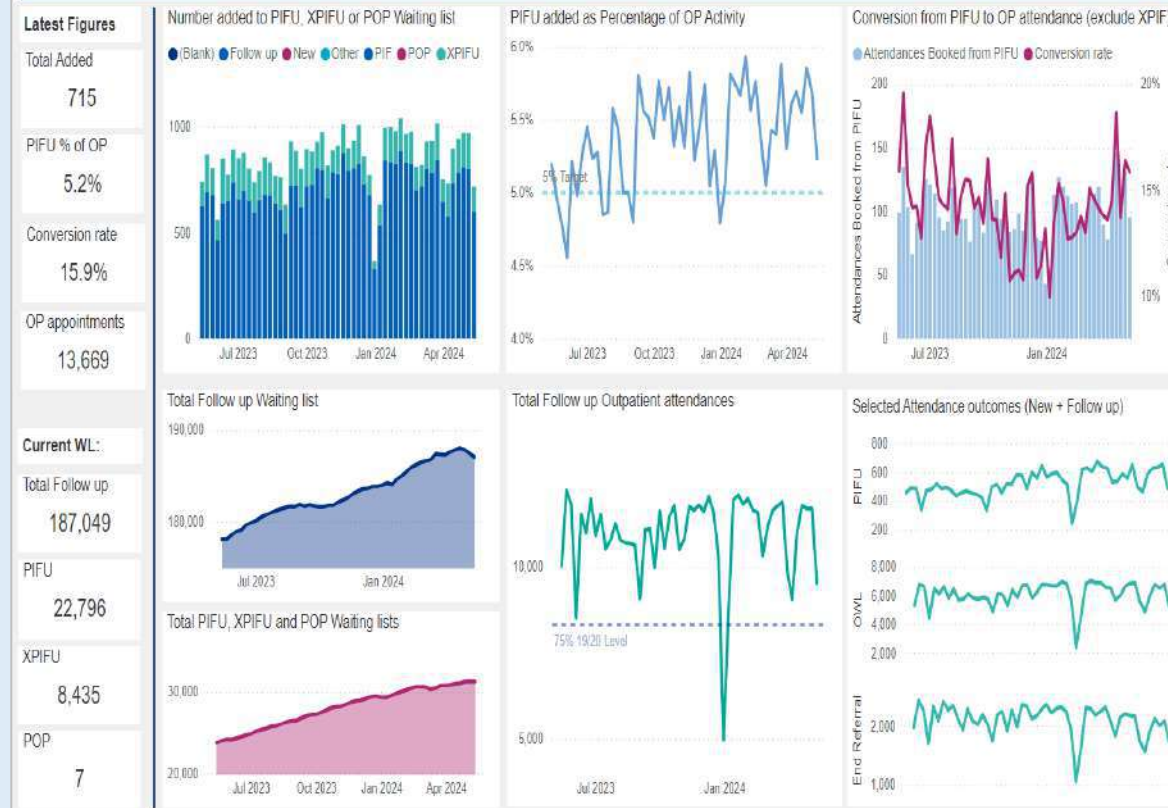 Latest Figures
Total Added
715
PIFU % of OP
5.2%
Conversion rate
15.9%
OP appointments
13,669
Current WL:
Total Follow up
187,049
PIFU
22,796
XPIFU
8,435
POP
7
Number added to PIFU, XPIFU or POP Waiting list
(Blank) Follow up New Other PIF POP XPIFU
1000
500
0
Jul 2023 Oct 2023 Jan 2024 Apr 2024
PIFU added as Percentage of OP Activity
6.0%
5.5%
5% Target
5.0%
4.5%
4.0%
Jul 2023 Oct 2023 Jan 2024 Apr 2024
Conversion from PIFU to OP attendance (exclude XPIF
Attendances Booked from PIFU Conversion rate
Attendances Booked from PIFU
200
150
100
50
0
20%
15%
10%
Jul 2023 Jan 2024
Total Follow up Waiting list
190,000
180,000
Jul 2023 Jan 2024
Total PIFU, XPIFU and POP Waiting lists
30,000
20,000
Jul 2023 Oct 2023 Jan 2024 Apr 2024
Total Follow up Outpatient attendances
10,000
75% 19/20 Level
5,000
Jul 2023 Jan 2024
Selected Attendance outcomes (New + Follow up)
PIFU
800
600
400
200
OWL
8,000
6,000
4,000
2,000
End Referral
2,000
1,000